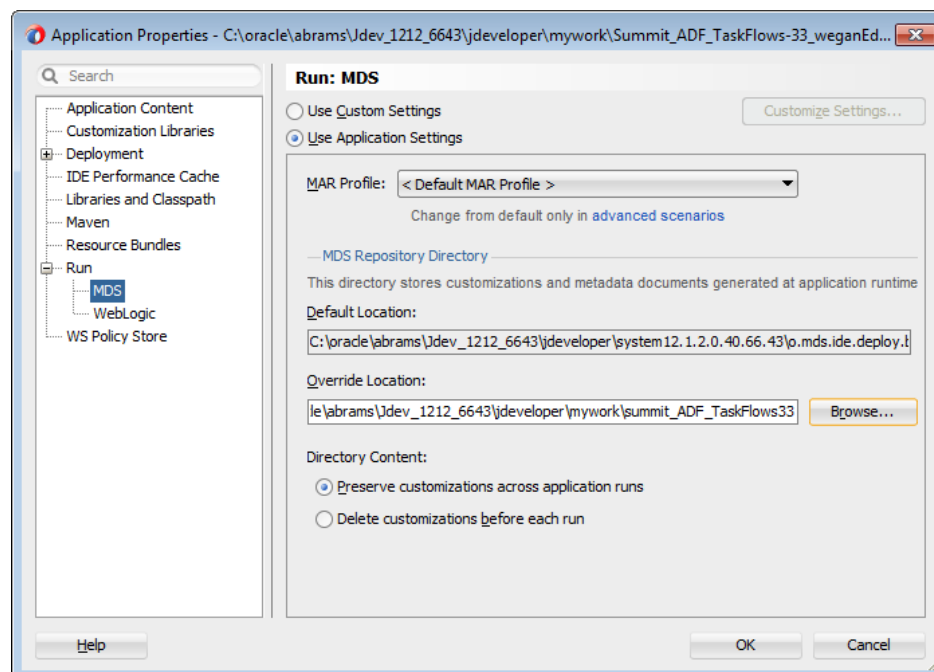 Application Properties - C:\oracle\abrams\Jdev_1212_6643\jdeveloper\mywork\Summit_ADF_TaskFlows-33_weganEd...
Search
Application Content
Customization Libraries
Deployment
IDE Performance Cache
Libraries and Classpath
Maven
Resource Bundles
Run
MDS
WebLogic
WS Policy Store
Run: MDS
Use Custom Settings
Customize Settings...
Use Application Settings
MAR Profile: < Default MAR Profile >
Change from default only in advanced scenarios
MDS Repository Directory
This directory stores customizations and metadata documents generated at application runtime
Default Location:
C:\oracle\abrams\Jdev_1212_6643\jdeveloper\system12.1.2.0.40.66.43\o.mds.ide.deploy.b
Override Location:
le\abrams\Jdev_1212_6643\jdeveloper\mywork\summit_ADF_TaskFlows33 Browse...
Directory Content:
Preserve customizations across application runs
Delete customizations before each run
Help
OK
Cancel